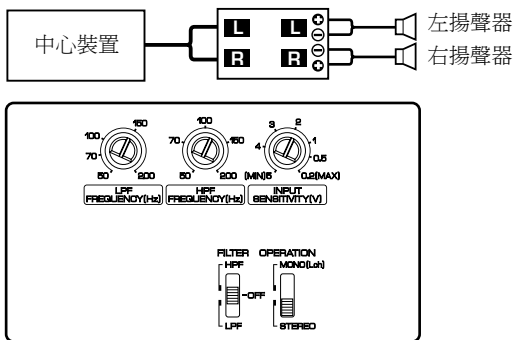 中心裝置
L L
R R
左揚聲器
右揚聲器
50 70 100 150 200
LPF
FREQUENCY(Hz)
50 70 100 150 200
HPF
FREQUENCY(Hz)
(MIN)5 4 3 2 1 0.5 0.2(MAX)
INPUT
SENSITIVITY(V)
FILTER OPERATION
HPF MONO(Lch)
OFF
LPF STEREO